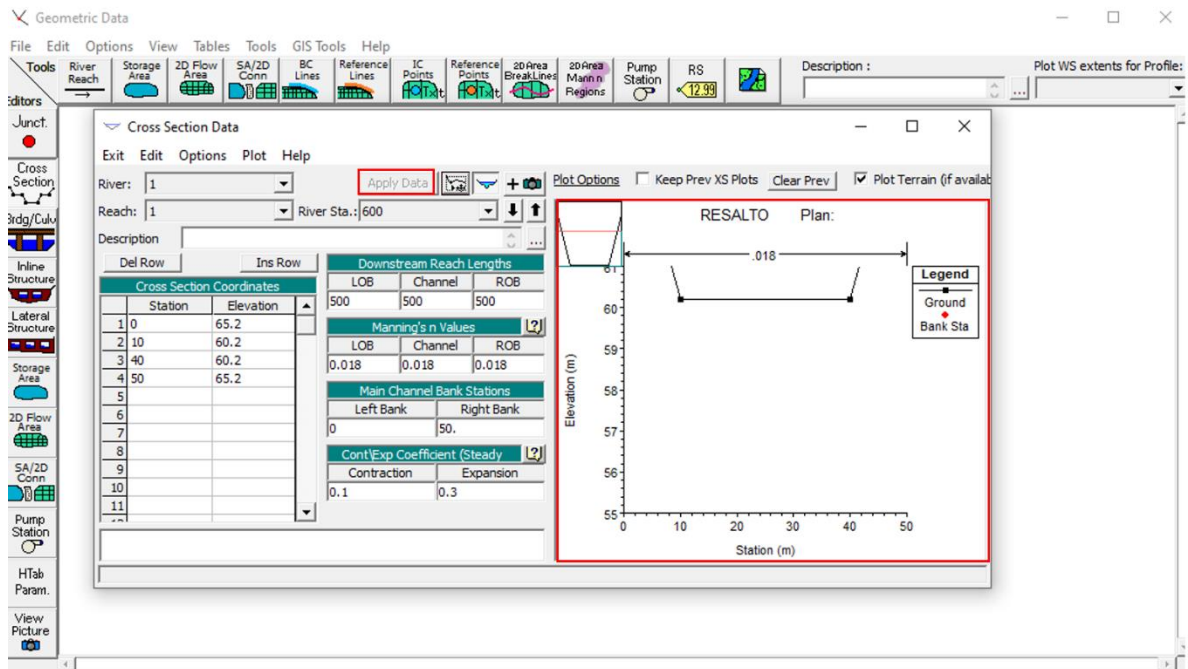 Geometric Data
File Edit Options View Tables Tools GIS Tools Help
Tools River Reach Storage Area 2D Flow Area SA/2D Conn BC Lines Reference Lines IC Points Reference Points 2D Area BreakLines 2D Area Mann n Regions Pump Station RS 12.99 Description : Plot WS extents for Profile:
Editors
Junct.
Cross Section
Brdg/Culv
Inline Structure
Lateral Structure
Storage Area
2D Flow Area
SA/2D Conn
Pump Station
HTab Param.
View Picture
Cross Section Data
Exit Edit Options Plot Help
River: 1 Apply Data Plot Options Keep Prev XS Plots Clear Prev Plot Terrain (if availab
Reach: 1 River Sta.: 600
Description ...
Del Row Ins Row
Cross Section Coordinates
Station Elevation
1 0 65.2
2 10 60.2
3 40 60.2
4 50 65.2
5
6
7
8
9
10
11
Downstream Reach Lengths
LOB Channel ROB
500 500 500
Manning's n Values
LOB Channel ROB
0.018 0.018 0.018
Main Channel Bank Stations
Left Bank Right Bank
0 50.
Cont\Exp Coefficient (Steady
Contraction Expansion
0.1 0.3
RESALTO Plan:
.018
Legend
Ground
Bank Sta
61
60
59
58
57
56
55
Elevation (m)
0 10 20 30 40 50
Station (m)